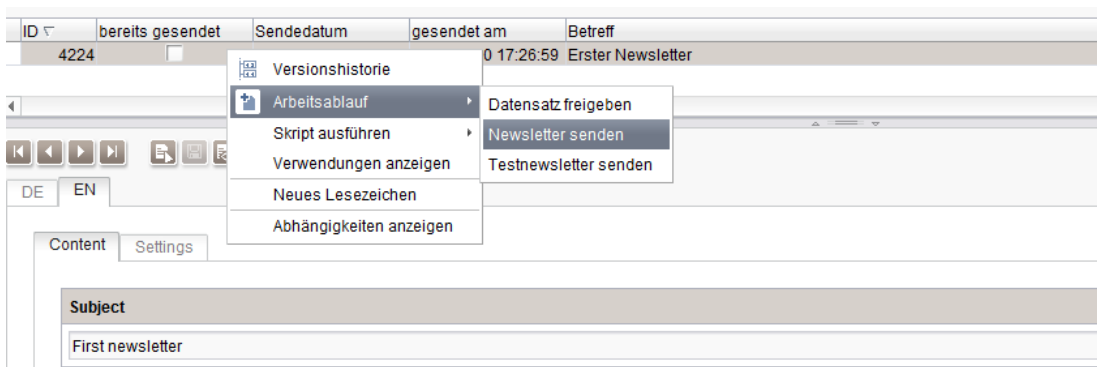 ID bereits gesendet Sendedatum gesendet am Betreff
4224 0 17:26:59 Erster Newsletter
Versionshistorie
Arbeitsablauf
Datensatz freigeben
Skript ausführen
Newsletter senden
Verwendungen anzeigen
Testnewsletter senden
Neues Lesezeichen
Abhängigkeiten anzeigen
DE EN
Content Settings
Subject
First newsletter